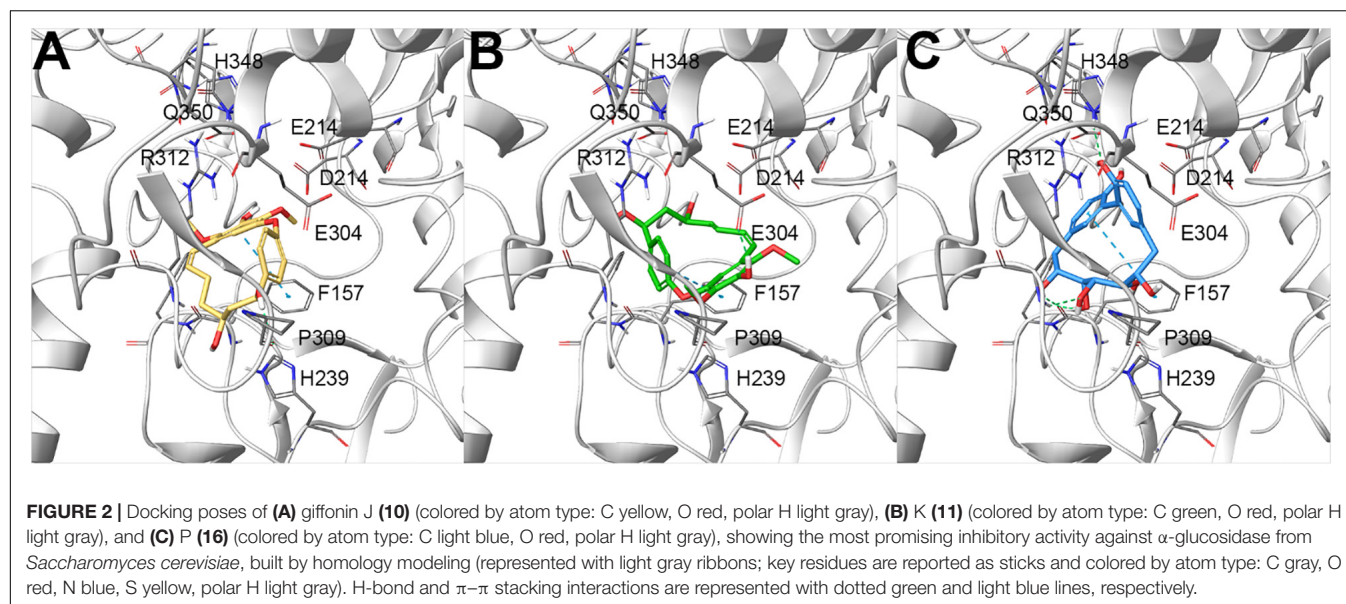 A
H348
Q350
E214
R312
D214
E304
F157
P309
H239
B
H348
Q350
E214
R312
D214
E304
F157
P309
H239
C
H348
Q350
E214
R312
D214
E304
F157
P309
H239
FIGURE 2 | Docking poses of (A) giffonin J (10) (colored by atom type: C yellow, O red, polar H light gray), (B) K (11) (colored by atom type: C green, O red, polar H
light gray), and (C) P (16) (colored by atom type: C light blue, O red, polar H light gray), showing the most promising inhibitory activity against α-glucosidase from
Saccharomyces cerevisiae, built by homology modeling (represented with light gray ribbons; key residues are reported as sticks and colored by atom type: C gray, O
red, N blue, S yellow, polar H light gray). H-bond and π–π stacking interactions are represented with dotted green and light blue lines, respectively.